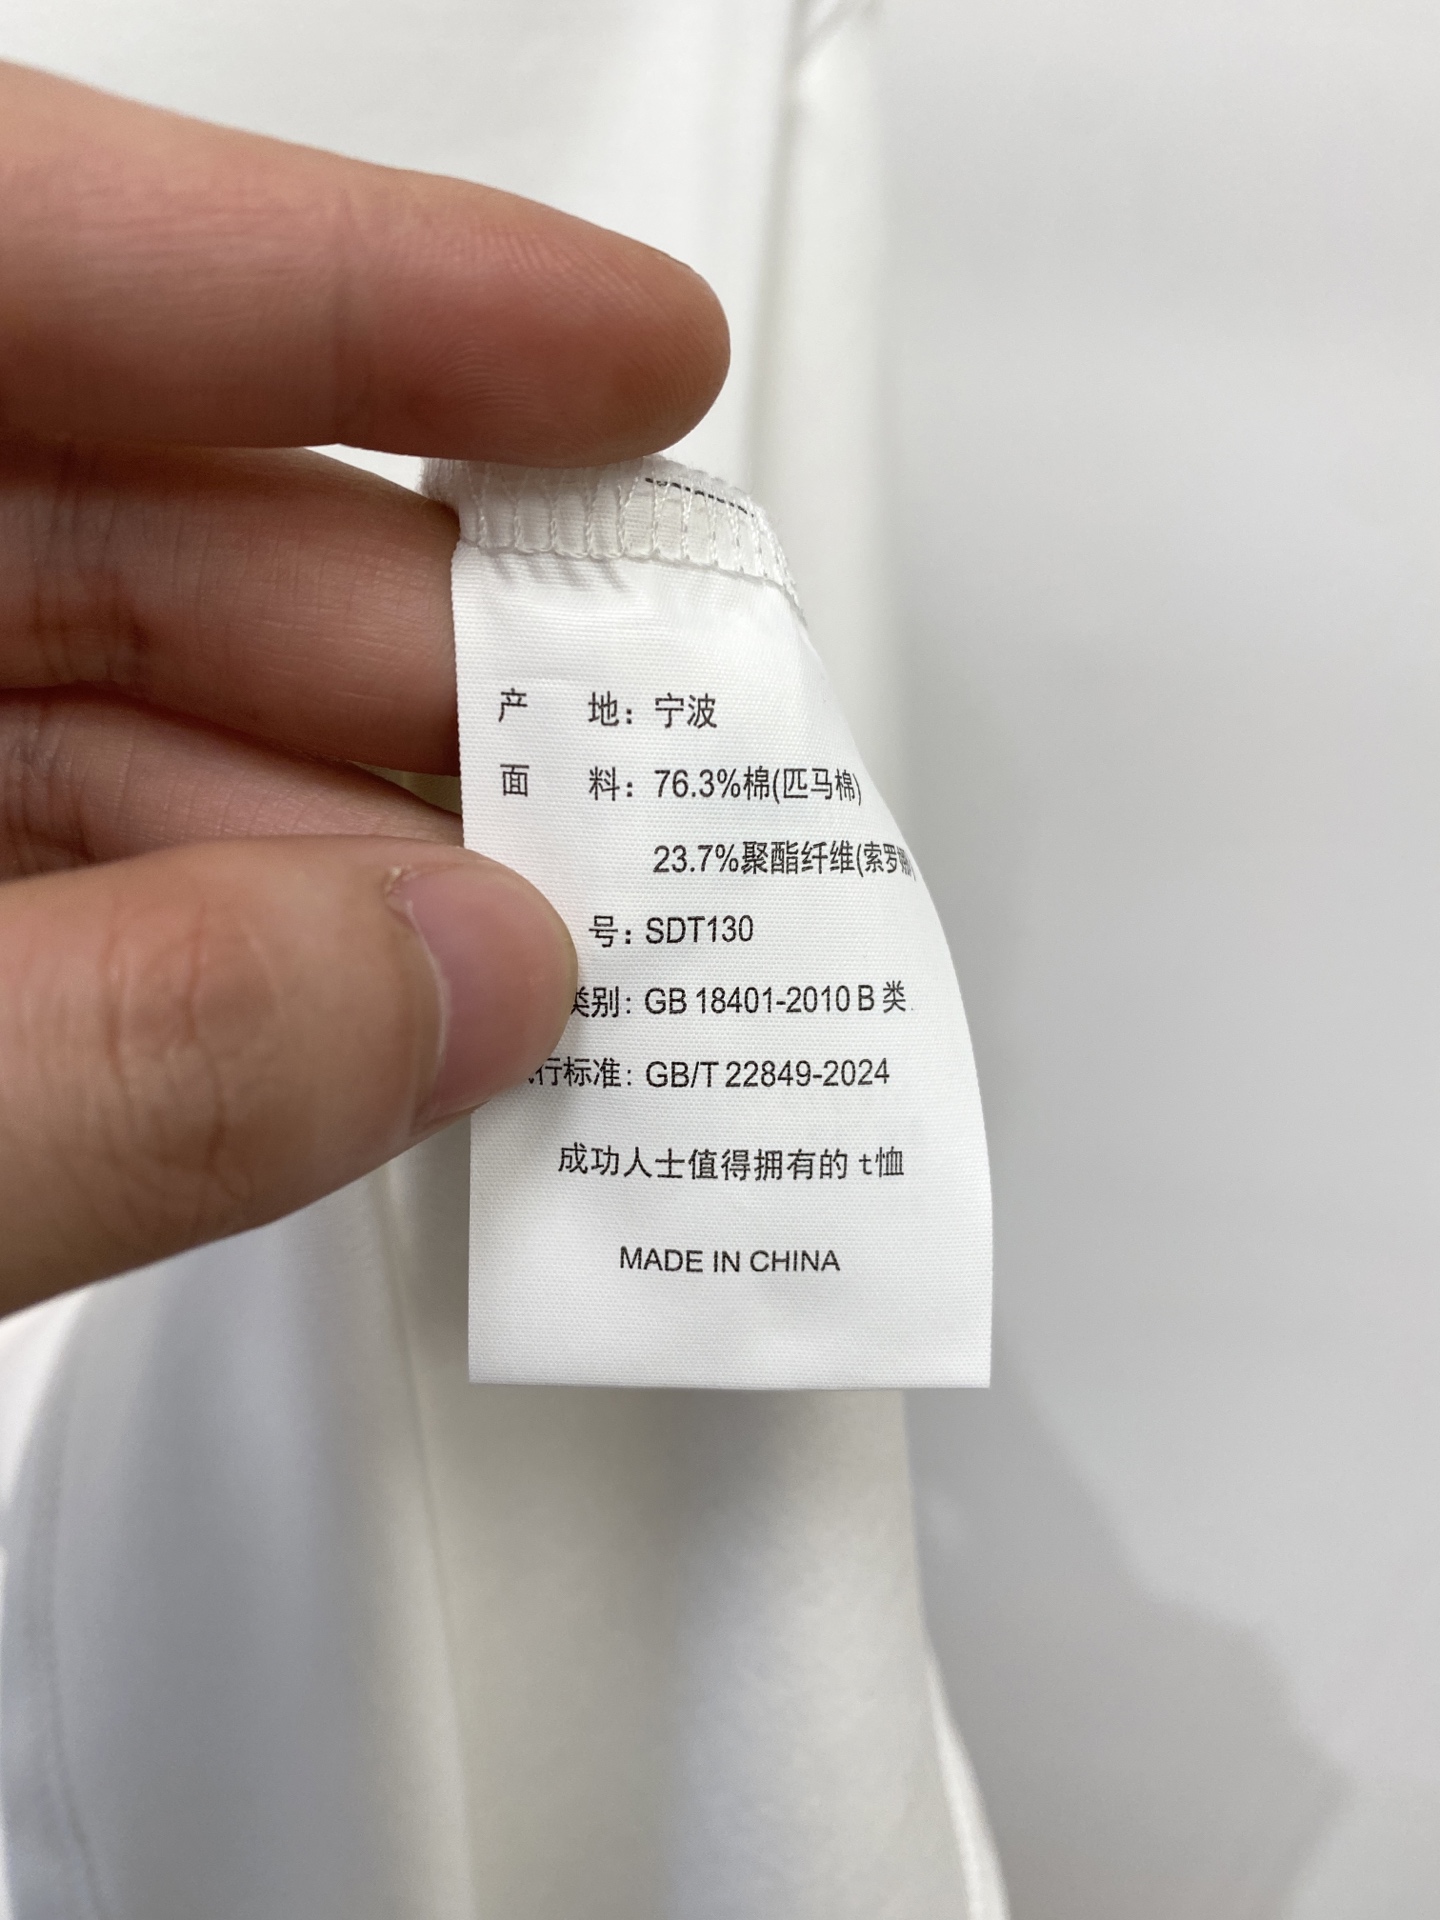 产 地：宁波
面 料：76.3%棉(匹马棉)
23.7%聚酯纤维(索罗娜)
号：SDT130
类别：GB 18401-2010 B 类
行标准：GB/T 22849-2024
成功人士值得拥有的 t恤
MADE IN CHINA